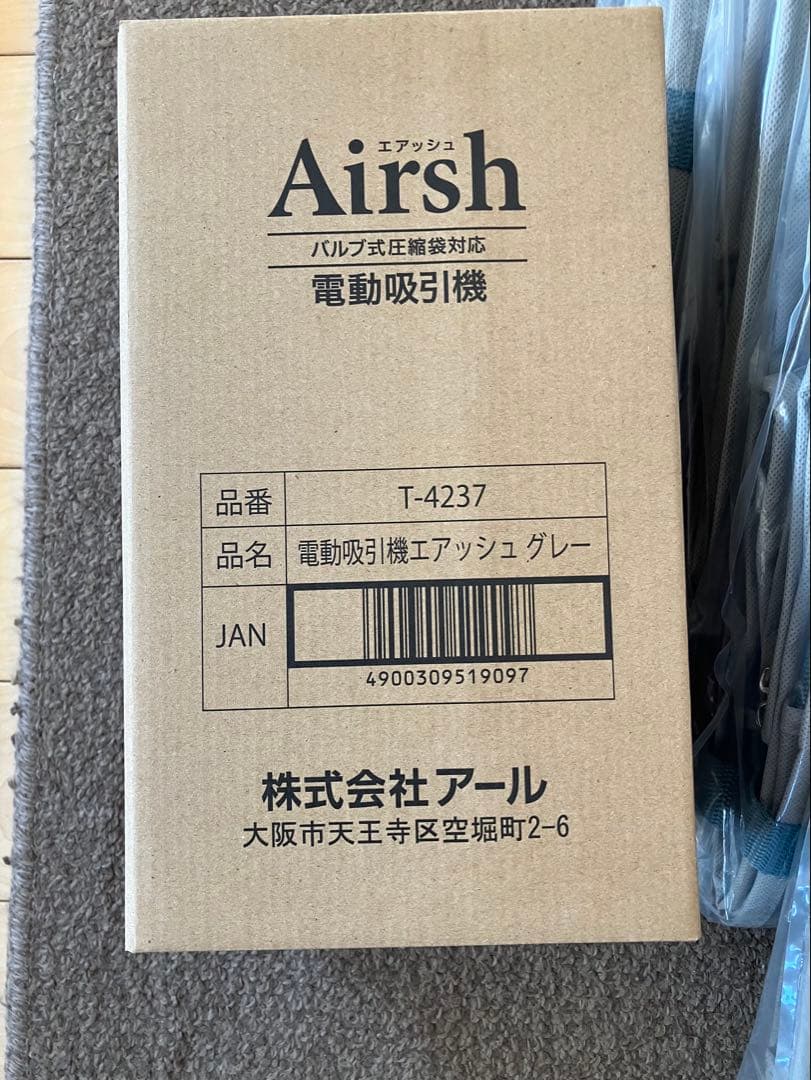 エアッシュ
Airsh
バルブ式圧縮袋対応
電動吸引機
品番 T-4237
品名 電動吸引機エアッシュ グレー
JAN
4900309519097
株式会社アール
大阪市天王寺区空堀町2-6